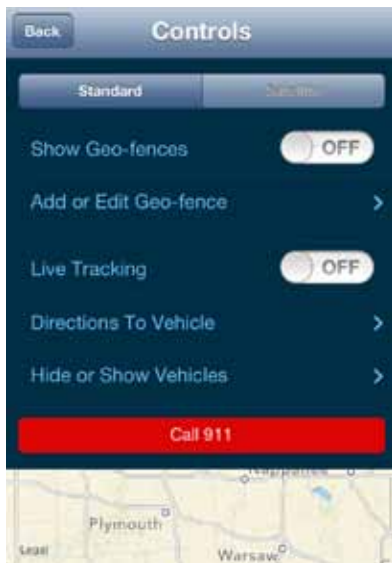 Back
Controls
Standard
Show Geo-fences
OFF
Add or Edit Geo-fence
Live Tracking
OFF
Directions To Vehicle
Hide or Show Vehicles
Call 911
Nappanee
Plymouth
Legal
Warsaw